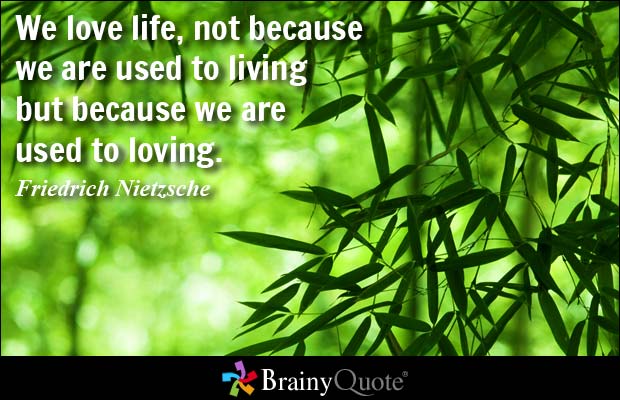 We love life, not because
we are used to living
but because we are
used to loving.
Friedrich Nietzsche
BrainyQuote®